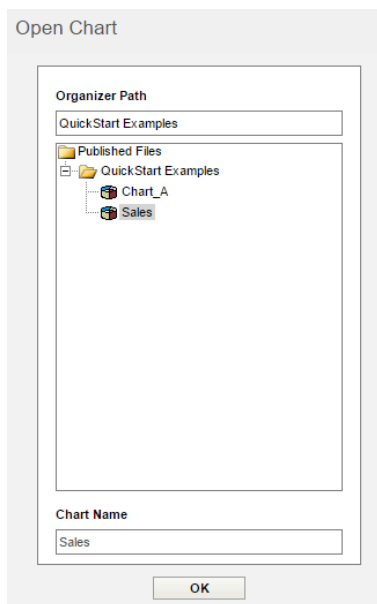 Open Chart
Organizer Path
QuickStart Examples
Published Files
QuickStart Examples
Chart_A
Sales
Chart Name
Sales
OK